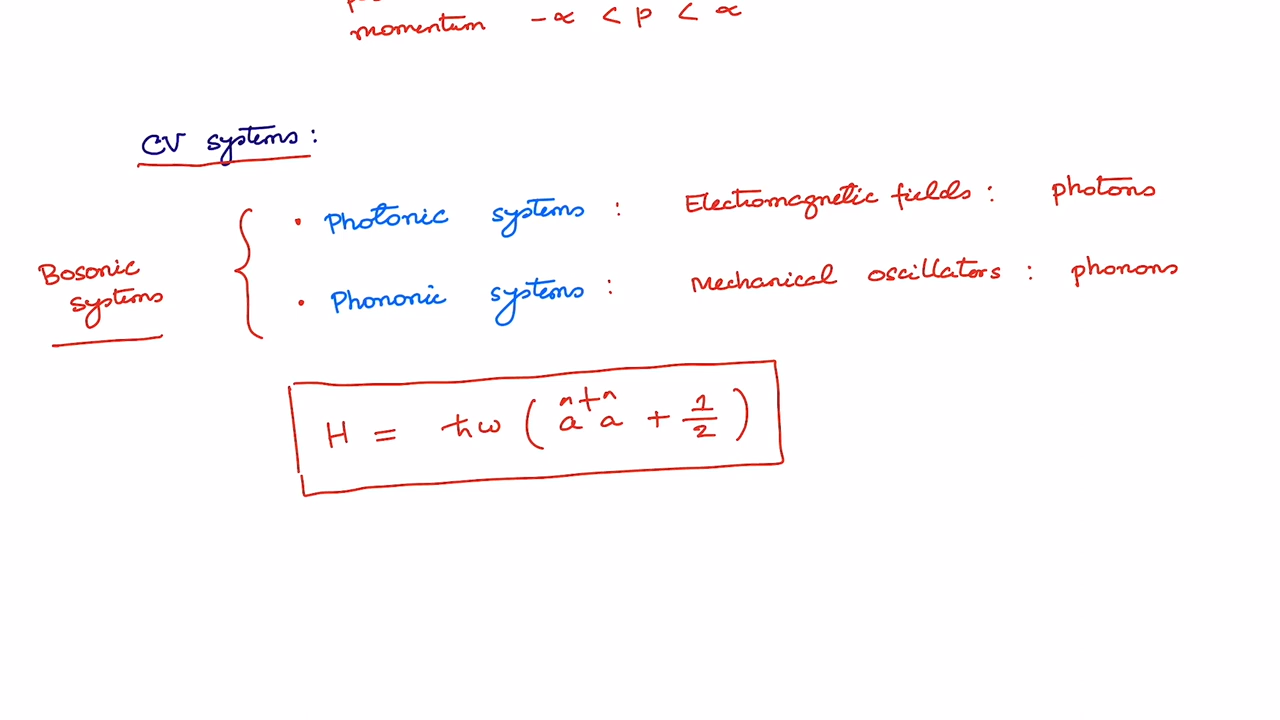 momentum -∝ < p < ∝
CV systems:
Bosonic systems
• Photonic systems : Electromagnetic fields : photons
• Phononic systems : Mechanical oscillators : phonons
H = ħω ( â†â + 1/2 )